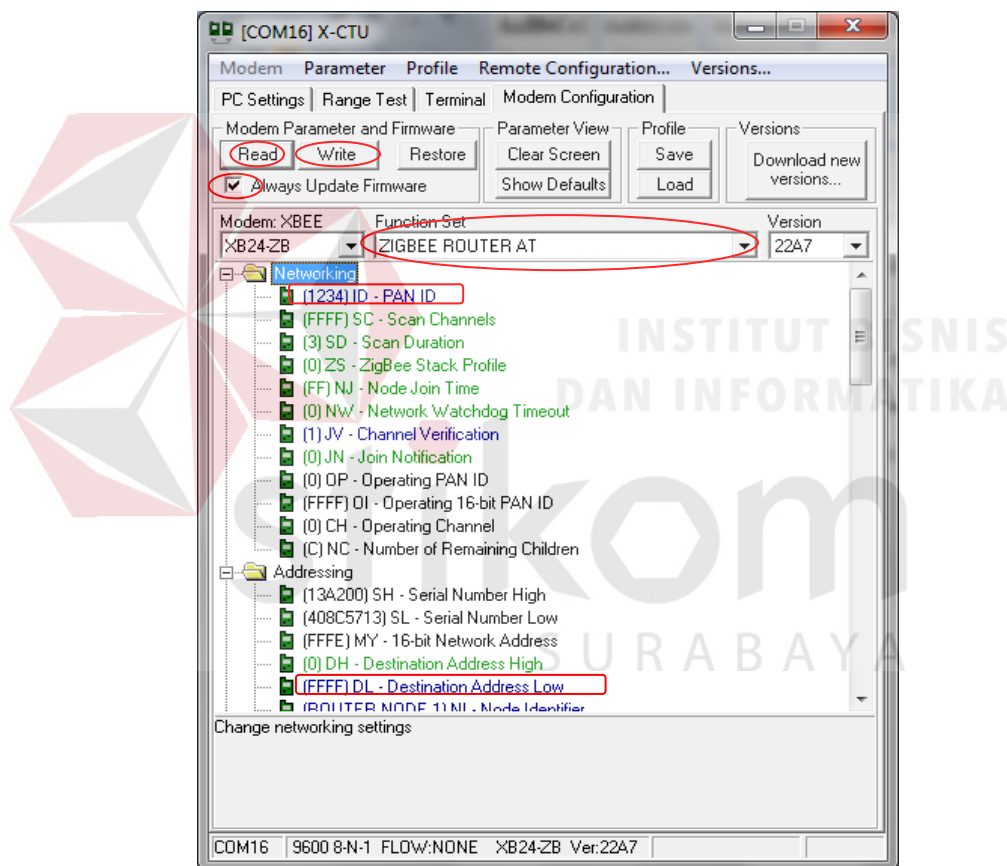 [COM16] X-CTU
Modem Parameter Profile Remote Configuration... Versions...
PC Settings Range Test Terminal Modem Configuration
Modem Parameter and Firmware Parameter View Profile Versions
Read Write Restore Clear Screen Save Download new versions...
Always Update Firmware Show Defaults Load
Modem: XBEE Function Set Version
XB24-ZB ZIGBEE ROUTER AT 22A7
Networking
(1234) ID - PAN ID
(FFFF) SC - Scan Channels
(3) SD - Scan Duration
(0) ZS - ZigBee Stack Profile
(FF) NJ - Node Join Time
(0) NW - Network Watchdog Timeout
(1) JV - Channel Verification
(0) JN - Join Notification
(0) OP - Operating PAN ID
(FFFF) OI - Operating 16-bit PAN ID
(0) CH - Operating Channel
(C) NC - Number of Remaining Children
Addressing
(13A200) SH - Serial Number High
(408C5713) SL - Serial Number Low
(FFFE) MY - 16-bit Network Address
(0) DH - Destination Address High
(FFFF) DL - Destination Address Low
(ROUTER NODE 1) NI - Node Identifier
Change networking settings
COM16 9600 8-N-1 FLOW:NONE XB24-ZB Ver:22A7
INSTITUT BISNIS
DAN INFORMATIKA
stikom
SURABAYA